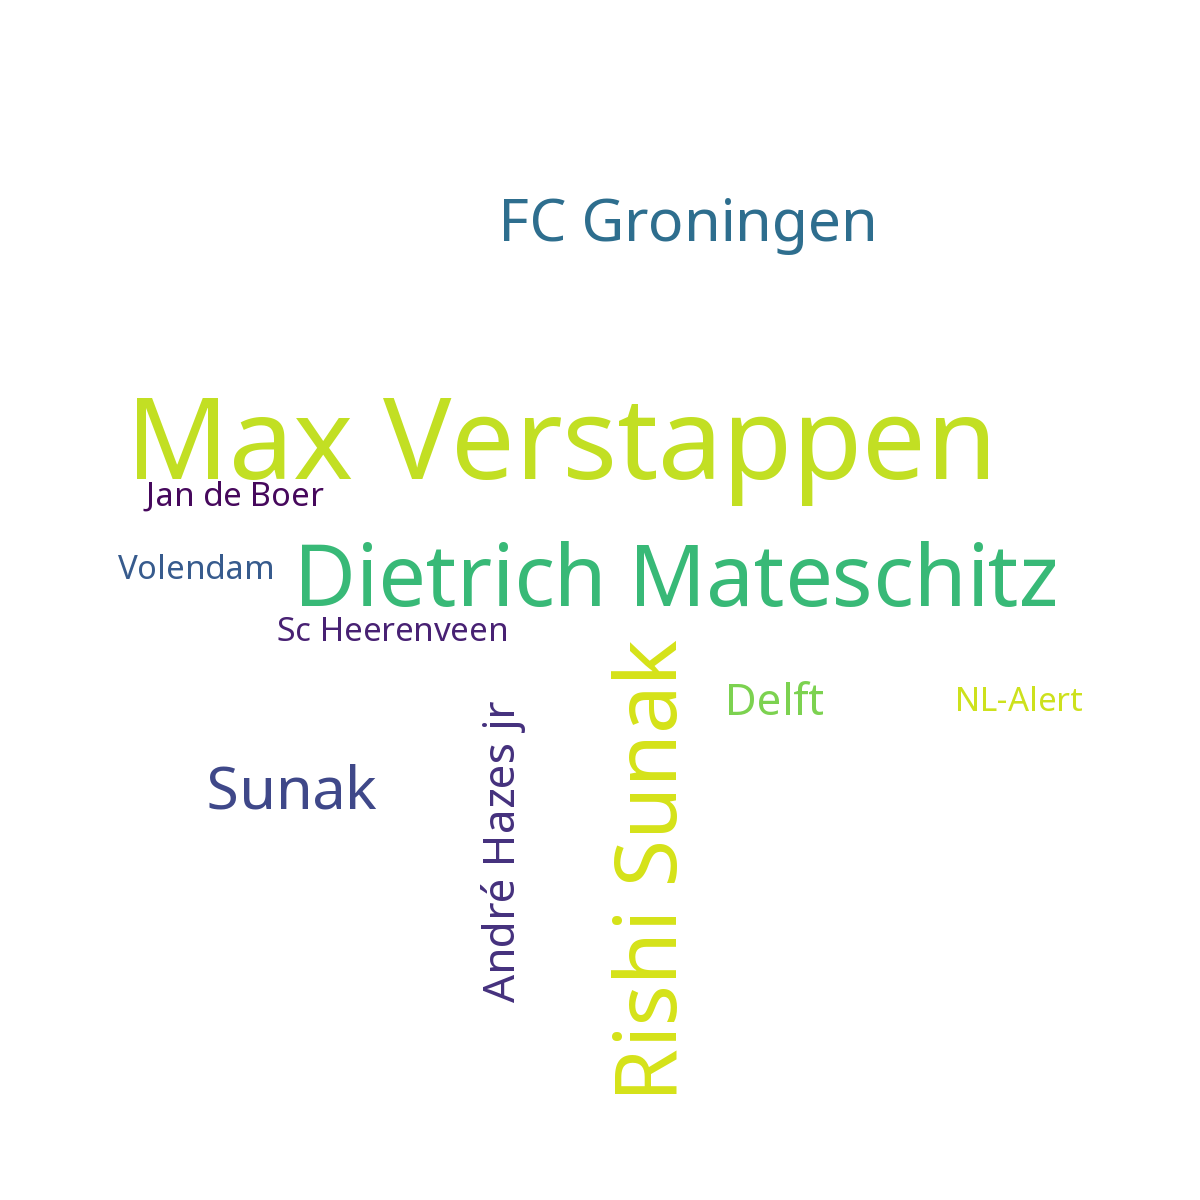 FC Groningen
Max Verstappen
Jan de Boer
Dietrich Mateschitz
Volendam
Sc Heerenveen
Rishi Sunak
Delft
NL-Alert
André Hazes jr
Sunak